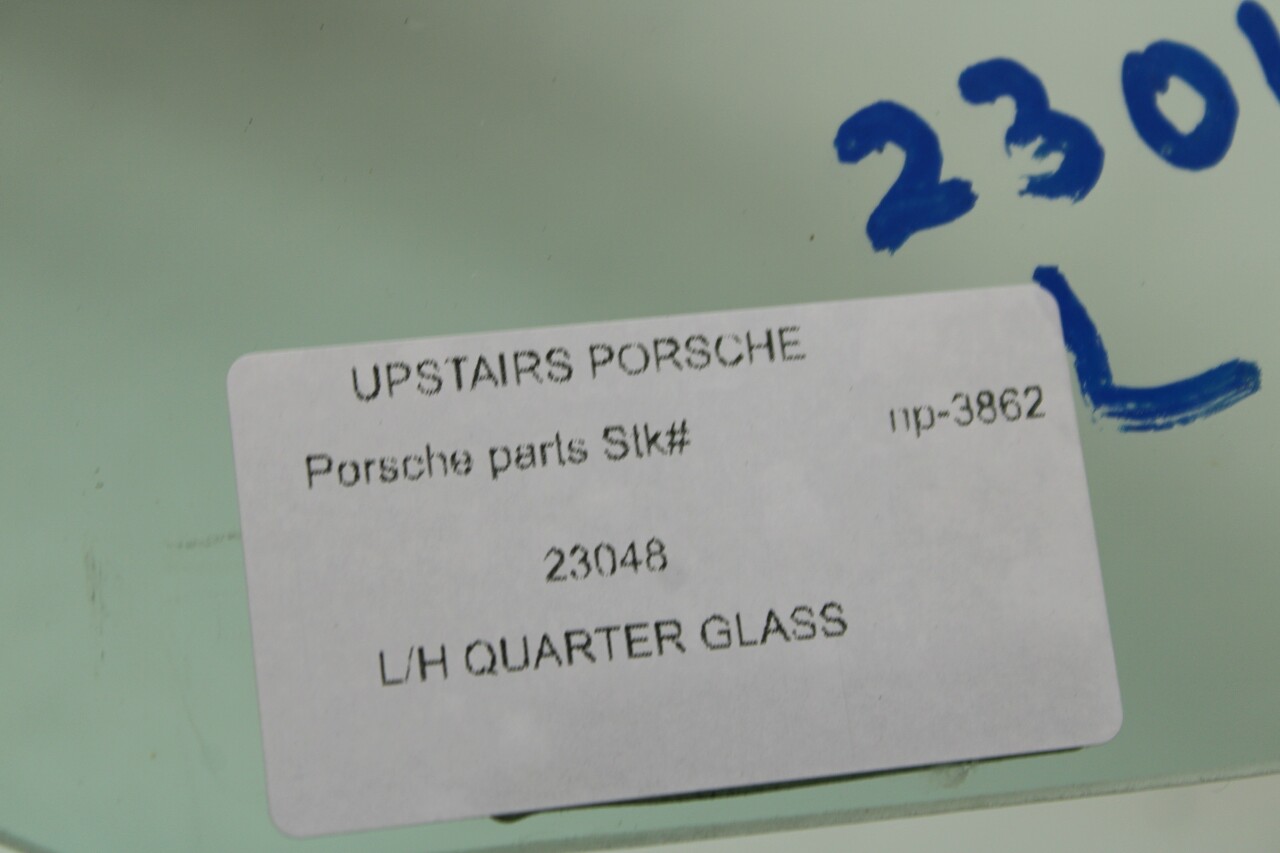 230
L
UPSTAIRS PORSCHE
Porsche parts Stk#
np-3862
23048
L/H QUARTER GLASS